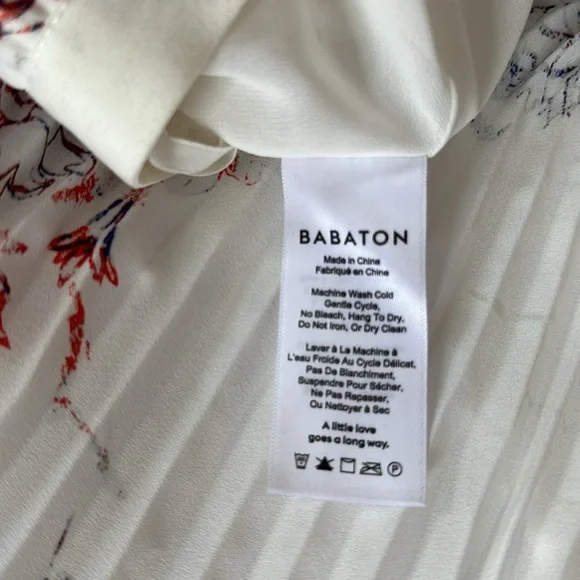 BABATON
Made in China
Fabriqué en Chine
Machine Wash Cold
Gentle Cycle,
No Bleach, Hang To Dry,
Do Not Iron, Or Dry Clean
Laver à La Machine à
L'eau Froide Au Cycle Délicat,
Pas De Blanchiment,
Suspendre Pour Sécher,
Ne Pas Repasser,
Ou Nettoyer à Sec
A little love
goes a long way.
P